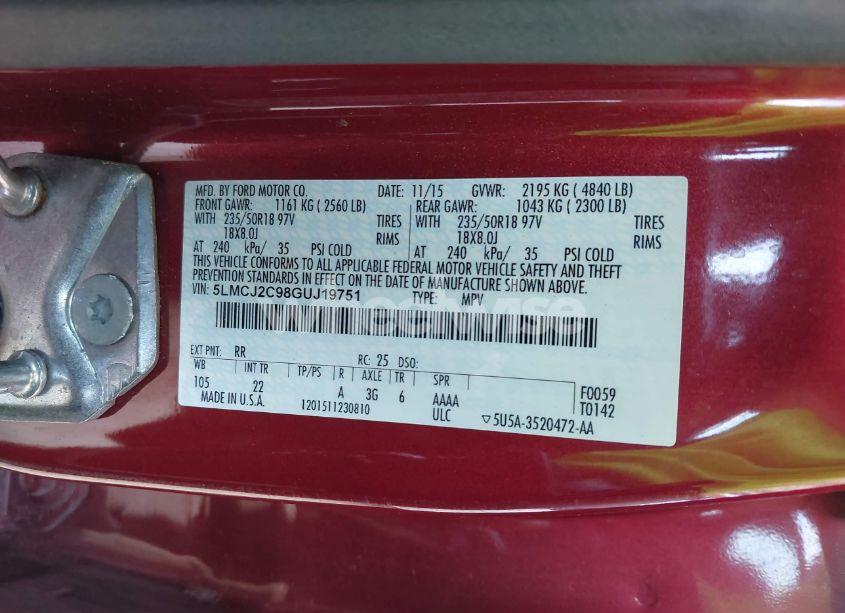 MFD. BY FORD MOTOR CO. DATE: 11/15 GVWR: 2195 KG ( 4840 LB)
FRONT GAWR: 1161 KG ( 2560 LB) REAR GAWR: 1043 KG ( 2300 LB)
WITH 235/50R18 97V TIRES WITH 235/50R18 97V TIRES
18X8.0J RIMS 18X8.0J RIMS
AT 240 kPa/ 35 PSI COLD AT 240 kPa/ 35 PSI COLD
THIS VEHICLE CONFORMS TO ALL APPLICABLE FEDERAL MOTOR VEHICLE SAFETY AND THEFT
PREVENTION STANDARDS IN EFFECT ON THE DATE OF MANUFACTURE SHOWN ABOVE.
VIN: 5LMCJ2C98GUJ19751 TYPE: MPV
EXT PNT: RR RC: 25 DSO:
WB INT TR TP/PS R AXLE TR SPR
105 22 A 3G 6 AAAA F0059
MADE IN U.S.A. 1201511230810 ULC ▽5U5A-3520472-AA T0142